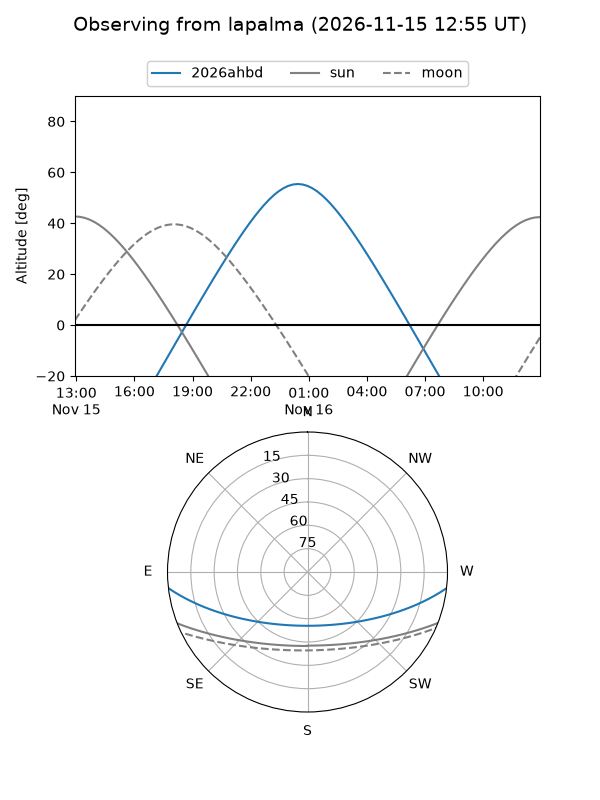 Observing from lapalma (2026-11-15 12:55 UT)
2026ahbd sun moon
80
60
40
20
0
−20
Altitude [deg]
13:00 16:00 19:00 22:00 01:00 04:00 07:00 10:00
Nov 15 Nov 16
N
NE NW
15
30
45
60
75
E W
SE SW
S